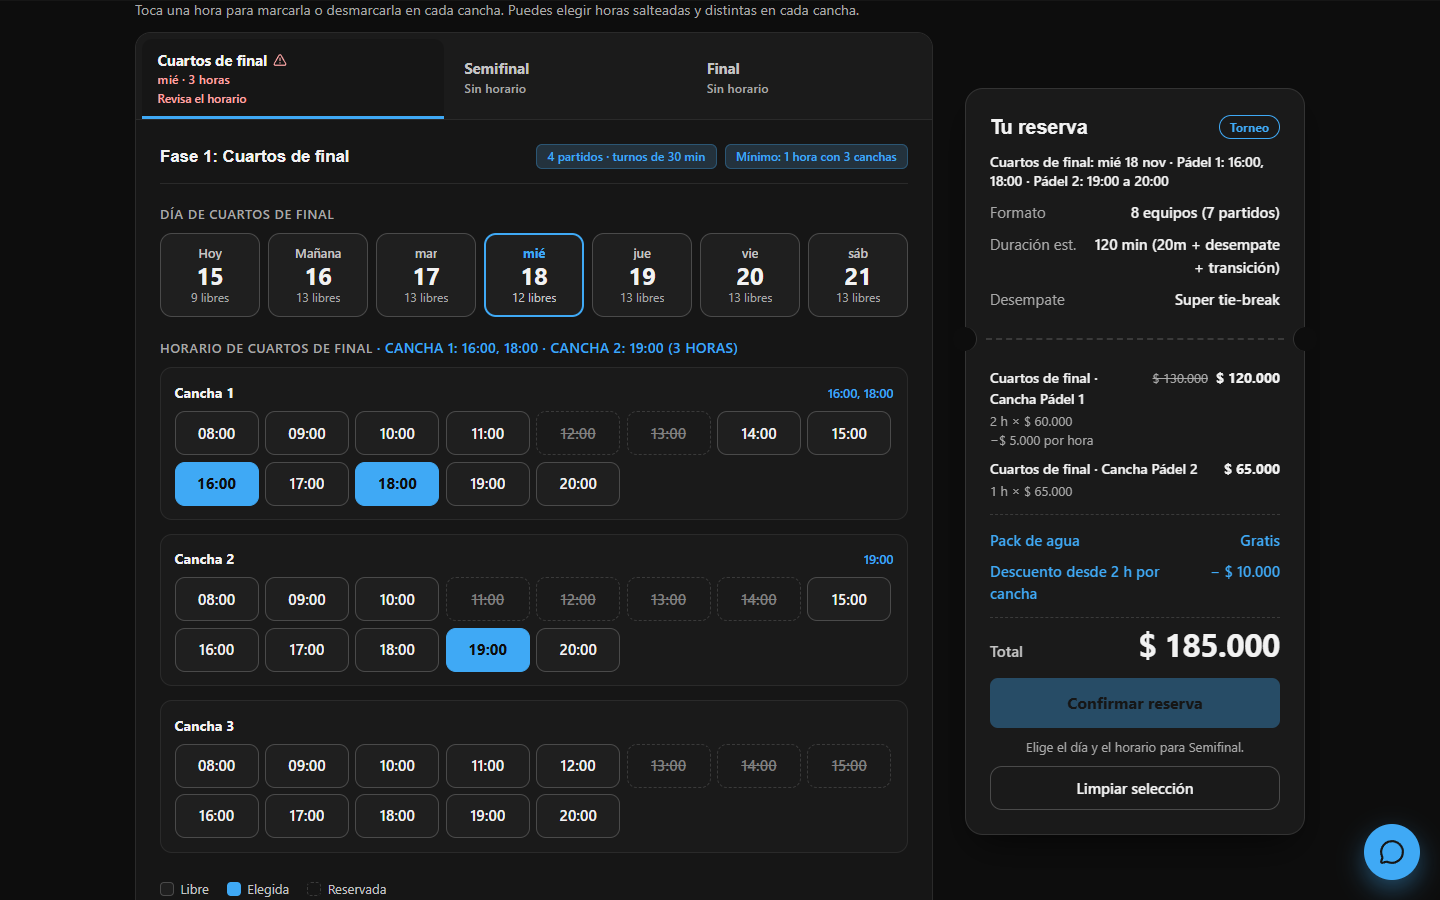 Toca una hora para marcarla o desmarcarla en cada cancha. Puedes elegir horas salteadas y distintas en cada cancha.
Cuartos de final
mié · 3 horas
Revisa el horario
Semifinal
Sin horario
Final
Sin horario
Fase 1: Cuartos de final
4 partidos · turnos de 30 min
Mínimo: 1 hora con 3 canchas
DÍA DE CUARTOS DE FINAL
Hoy
15
9 libres
Mañana
16
13 libres
mar
17
13 libres
mié
18
12 libres
jue
19
13 libres
vie
20
13 libres
sáb
21
13 libres
HORARIO DE CUARTOS DE FINAL · CANCHA 1: 16:00, 18:00 · CANCHA 2: 19:00 (3 HORAS)
Cancha 1
16:00, 18:00
08:00 09:00 10:00 11:00 12:00 13:00 14:00 15:00
16:00 17:00 18:00 19:00 20:00
Cancha 2
19:00
08:00 09:00 10:00 11:00 12:00 13:00 14:00 15:00
16:00 17:00 18:00 19:00 20:00
Cancha 3
08:00 09:00 10:00 11:00 12:00 13:00 14:00 15:00
16:00 17:00 18:00 19:00 20:00
Libre Elegida Reservada
Tu reserva
Torneo
Cuartos de final: mié 18 nov · Pádel 1: 16:00,
18:00 · Pádel 2: 19:00 a 20:00
Formato 8 equipos (7 partidos)
Duración est. 120 min (20m + desempate
+ transición)
Desempate Super tie-break
Cuartos de final · $ 130.000 $ 120.000
Cancha Pádel 1
2 h × $ 60.000
−$ 5.000 por hora
Cuartos de final · Cancha Pádel 2 $ 65.000
1 h × $ 65.000
Pack de agua Gratis
Descuento desde 2 h por − $ 10.000
cancha
Total $ 185.000
Confirmar reserva
Elige el día y el horario para Semifinal.
Limpiar selección